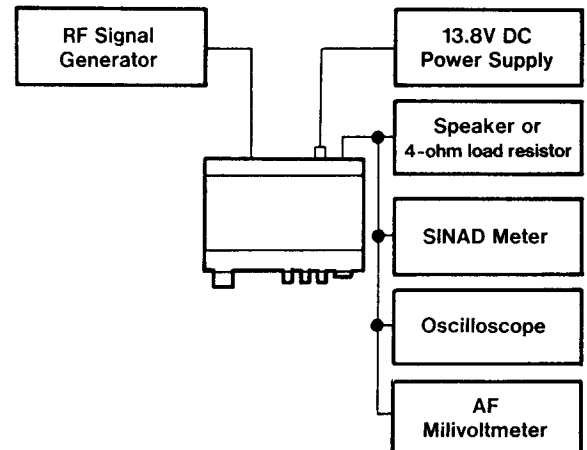 RF Signal
Generator
13.8V DC
Power Supply
Speaker or
4-ohm load resistor
SINAD Meter
Oscilloscope
AF
Milivoltmeter